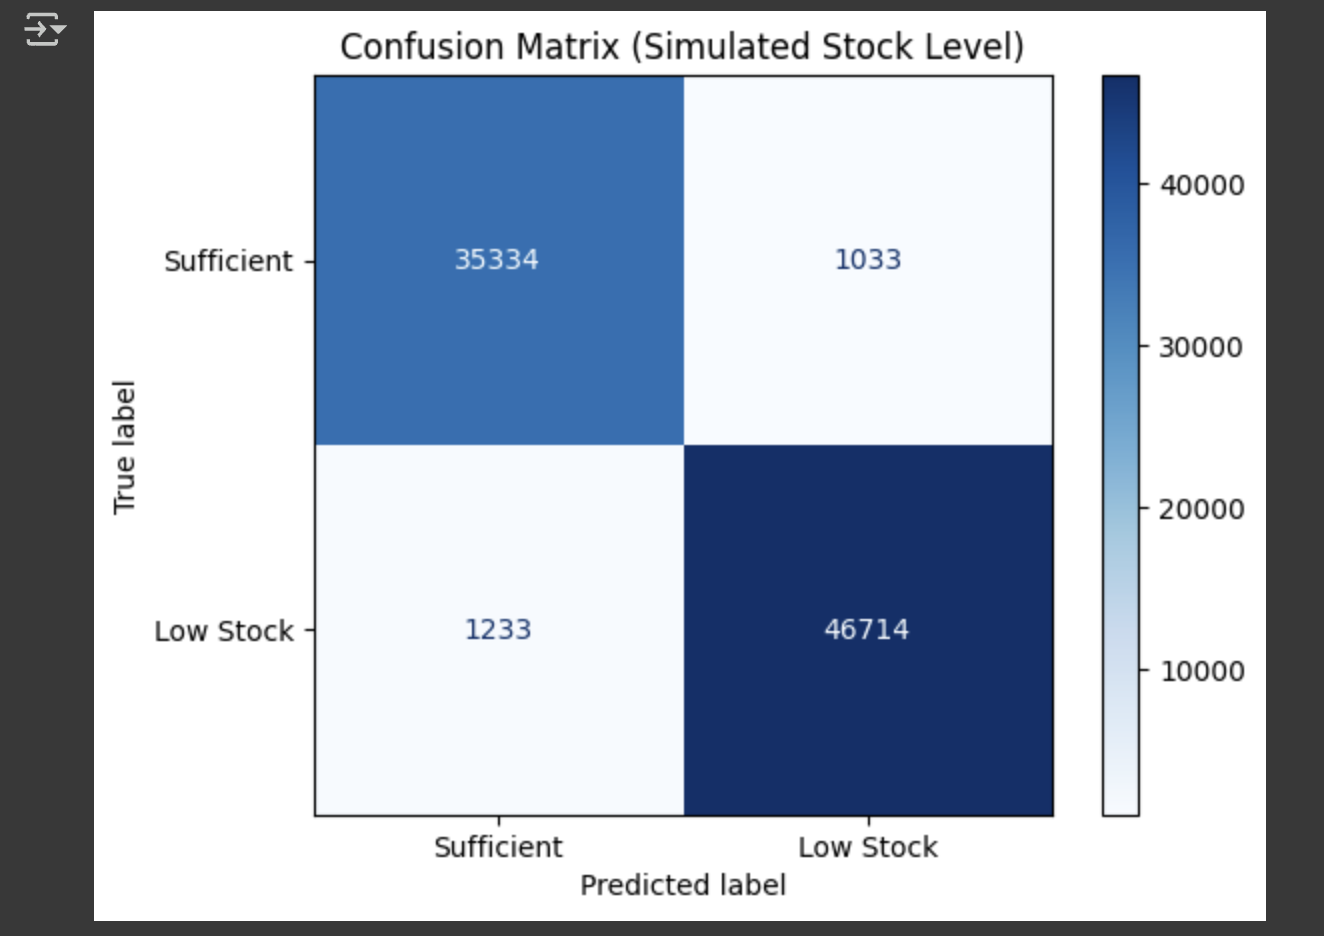 Confusion Matrix (Simulated Stock Level)
True label
Sufficient
Low Stock
35334
1033
1233
46714
Sufficient
Low Stock
Predicted label
40000
30000
20000
10000